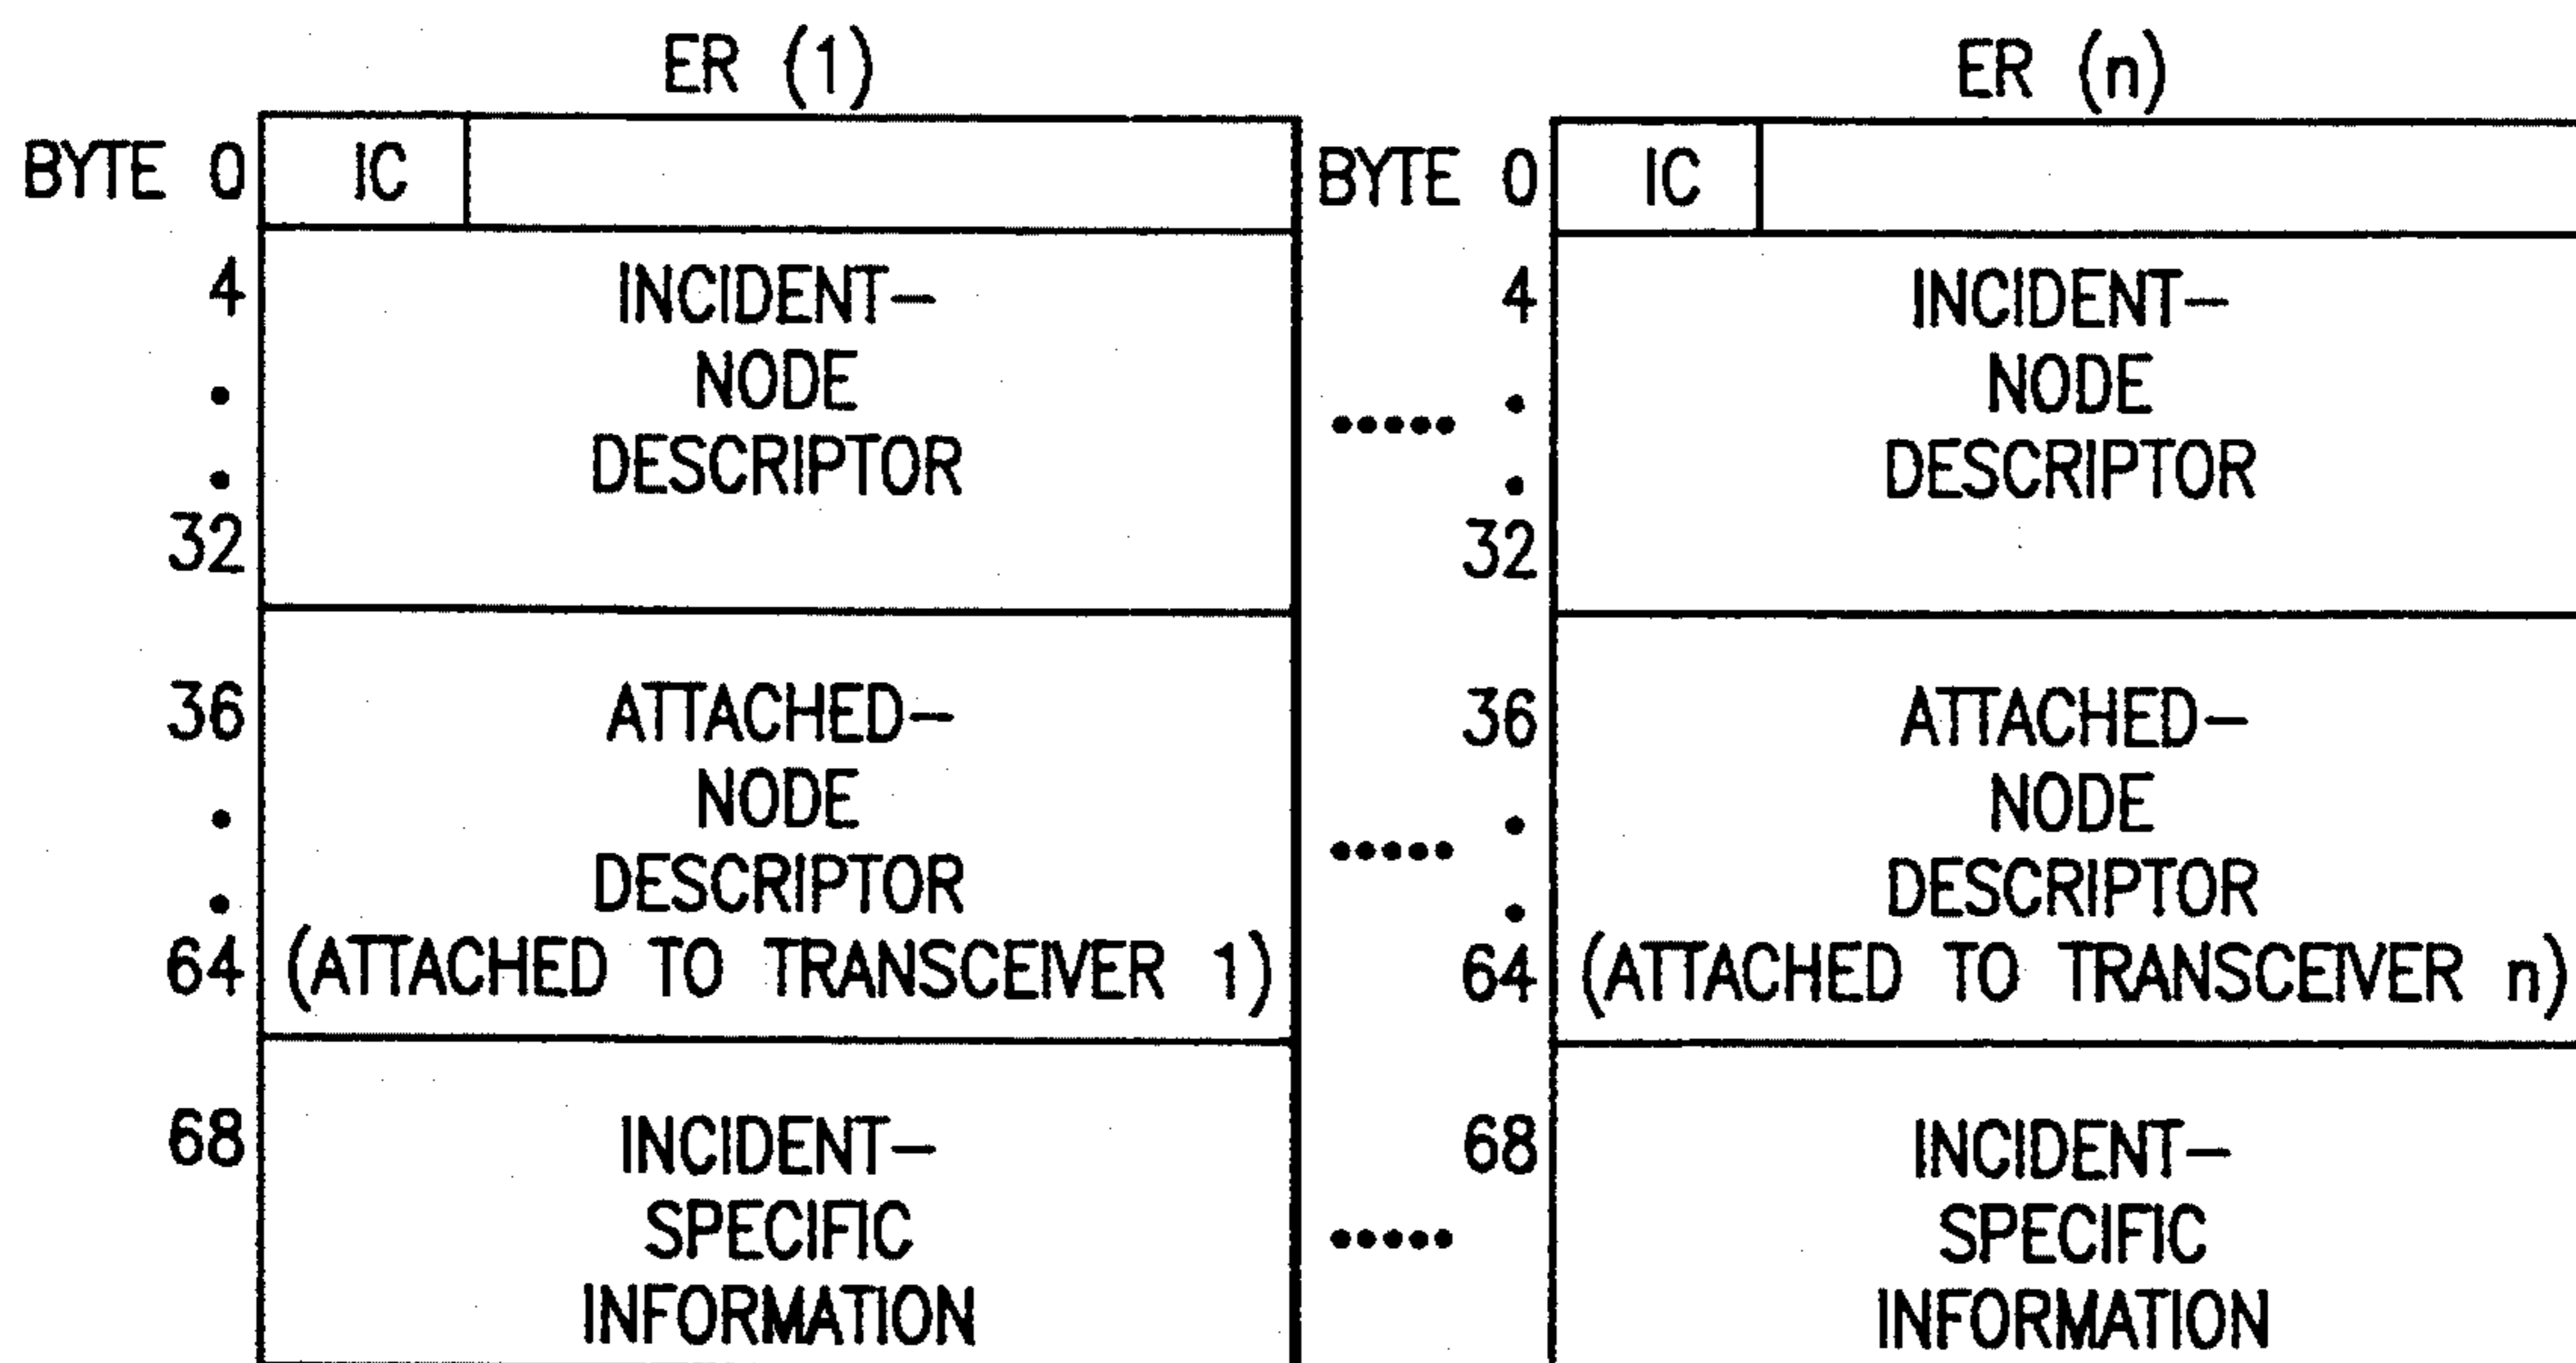 ER (1)
BYTE 0 IC
4 INCIDENT-
NODE
DESCRIPTOR
32
36 ATTACHED-
NODE
DESCRIPTOR
64 (ATTACHED TO TRANSCEIVER 1)
68 INCIDENT-
SPECIFIC
INFORMATION
ER (n)
BYTE 0 IC
4 INCIDENT-
NODE
DESCRIPTOR
32
36 ATTACHED-
NODE
DESCRIPTOR
64 (ATTACHED TO TRANSCEIVER n)
68 INCIDENT-
SPECIFIC
INFORMATION